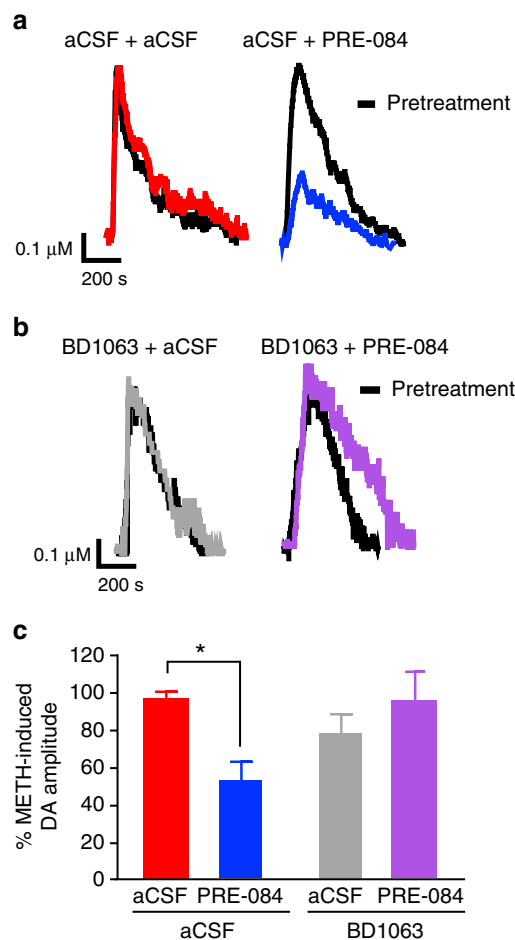 a
aCSF + aCSF
aCSF + PRE-084
Pretreatment
0.1 μM
200 s
b
BD1063 + aCSF
BD1063 + PRE-084
Pretreatment
0.1 μM
200 s
c
% METH-induced
DA amplitude
120
100
80
60
40
20
0
*
aCSF PRE-084 aCSF PRE-084
aCSF BD1063